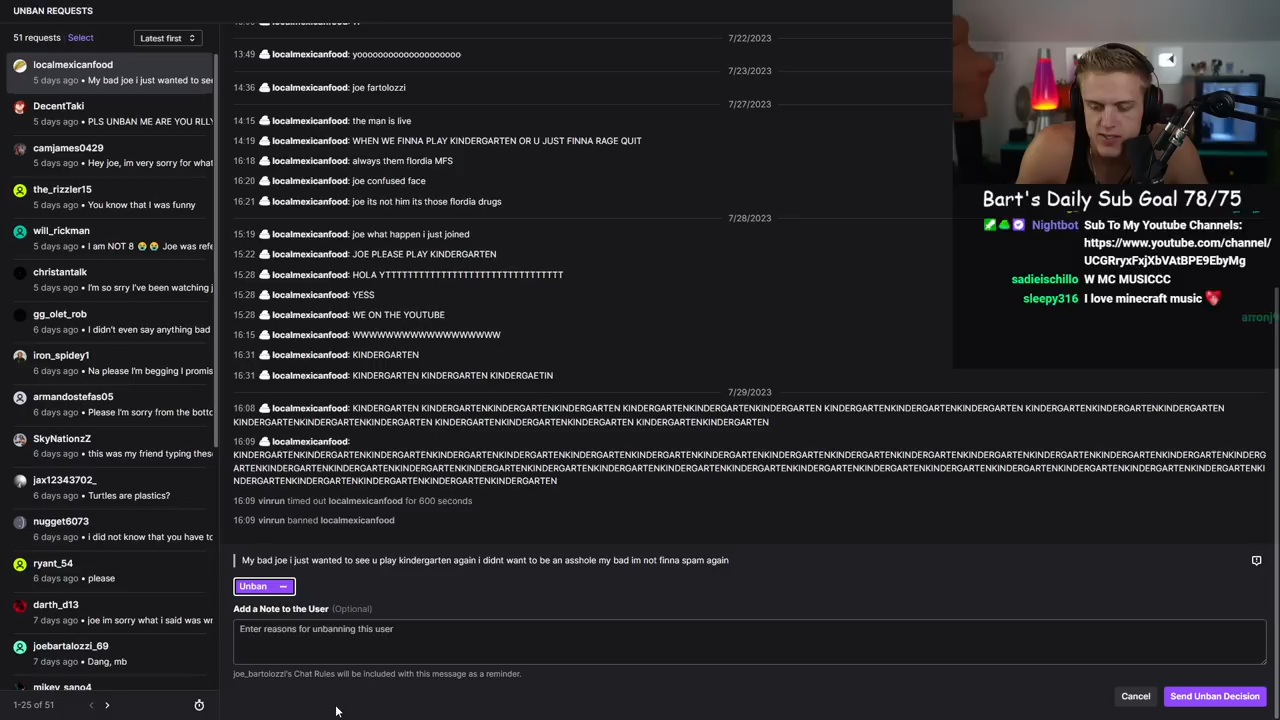 UNBAN REQUESTS
51 requests Select Latest first
localmexicanfood
5 days ago • My bad joe i just wanted to see
DecentTaki
5 days ago • PLS UNBAN ME ARE YOU RLLY
camjames0429
5 days ago • Hey joe, im very sorry for what
the_rizzler15
5 days ago • You know that I was funny
will_rickman
5 days ago • I am NOT 8 😭😭 Joe was refe
christantalk
5 days ago • I'm so srry I've been watching j
gg_olet_rob
6 days ago • I didn't even say anything bad
iron_spidey1
6 days ago • Na please I'm begging I promis
armandostefas05
6 days ago • Please I'm sorry from the botto
SkyNationzZ
6 days ago • this was my friend typing these
jax12343702_
6 days ago • Turtles are plastics?
nugget6073
6 days ago • i did not know that you have to
ryant_54
6 days ago • please
darth_d13
7 days ago • joe im sorry what i said was wr
joebartalozzi_69
7 days ago • Dang, mb
mikey_sano4
1-25 of 51
7/22/2023
13:49 localmexicanfood: yoooooooooooooooooooo
7/23/2023
14:36 localmexicanfood: joe fartolozzi
7/27/2023
14:15 localmexicanfood: the man is live
14:19 localmexicanfood: WHEN WE FINNA PLAY KINDERGARTEN OR U JUST FINNA RAGE QUIT
16:18 localmexicanfood: always them flordia MFS
16:20 localmexicanfood: joe confused face
16:21 localmexicanfood: joe its not him its those flordia drugs
7/28/2023
15:19 localmexicanfood: joe what happen i just joined
15:22 localmexicanfood: JOE PLEASE PLAY KINDERGARTEN
15:28 localmexicanfood: HOLA YTTTTTTTTTTTTTTTTTTTTTTTTTTTTTT
15:28 localmexicanfood: YESS
15:28 localmexicanfood: WE ON THE YOUTUBE
16:15 localmexicanfood: WWWWWWWWWWWWWWWWWW
16:31 localmexicanfood: KINDERGARTEN
16:31 localmexicanfood: KINDERGARTEN KINDERGARTEN KINDERGAETIN
7/29/2023
16:08 localmexicanfood: KINDERGARTEN KINDERGARTENKINDERGARTENKINDERGARTEN KINDERGARTENKINDERGARTENKINDERGARTEN KINDERGARTENKINDERGARTENKINDERGARTEN KINDERGARTEN
KINDERGARTENKINDERGARTENKINDERGARTEN KINDERGARTENKINDERGARTENKINDERGARTEN KINDERGARTENKINDERGARTEN
16:09 localmexicanfood:
KINDERGARTENKINDERGARTENKINDERGARTENKINDERGARTENKINDERGARTENKINDERGARTENKINDERGARTENKINDERGARTENKINDERGARTENKINDERGARTENKINDERGARTENKINDERG
ARTENKINDERGARTENKINDERGARTENKINDERGARTENKINDERGARTENKINDERGARTENKINDERGARTENKINDERGARTENKINDERGARTENKINDERGARTENKINDERGARTENKINDERGARTENKI
NDERGARTENKINDERGARTENKINDERGARTENKINDERGARTEN
16:09 vinrun timed out localmexicanfood for 600 seconds
16:09 vinrun banned localmexicanfood
My bad joe i just wanted to see u play kindergarten again i didnt want to be an asshole my bad im not finna spam again
Unban
Add a Note to the User (Optional)
Enter reasons for unbanning this user
joe_bartolozzi's Chat Rules will be included with this message as a reminder.
Cancel Send Unban Decision
Bart's Daily Sub Goal 78/75
Nightbot Sub To My Youtube Channels:
https://www.youtube.com/channel/
UCGRryxFxjXbVAtBPE9EbyMg
sadieischillo W MC MUSICCC
sleepy316 I love minecraft music 💓